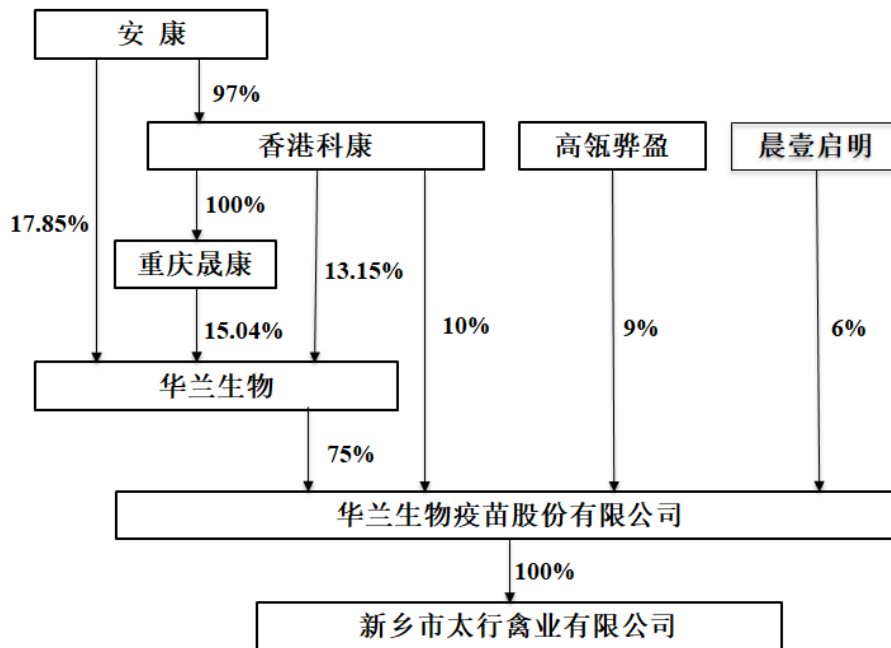 安 康
97%
香港科康
高瓴骅盈
晨壹启明
17.85%
100%
13.15%
重庆晟康
15.04%
10%
9%
6%
华兰生物
75%
华兰生物疫苗股份有限公司
100%
新乡市太行禽业有限公司